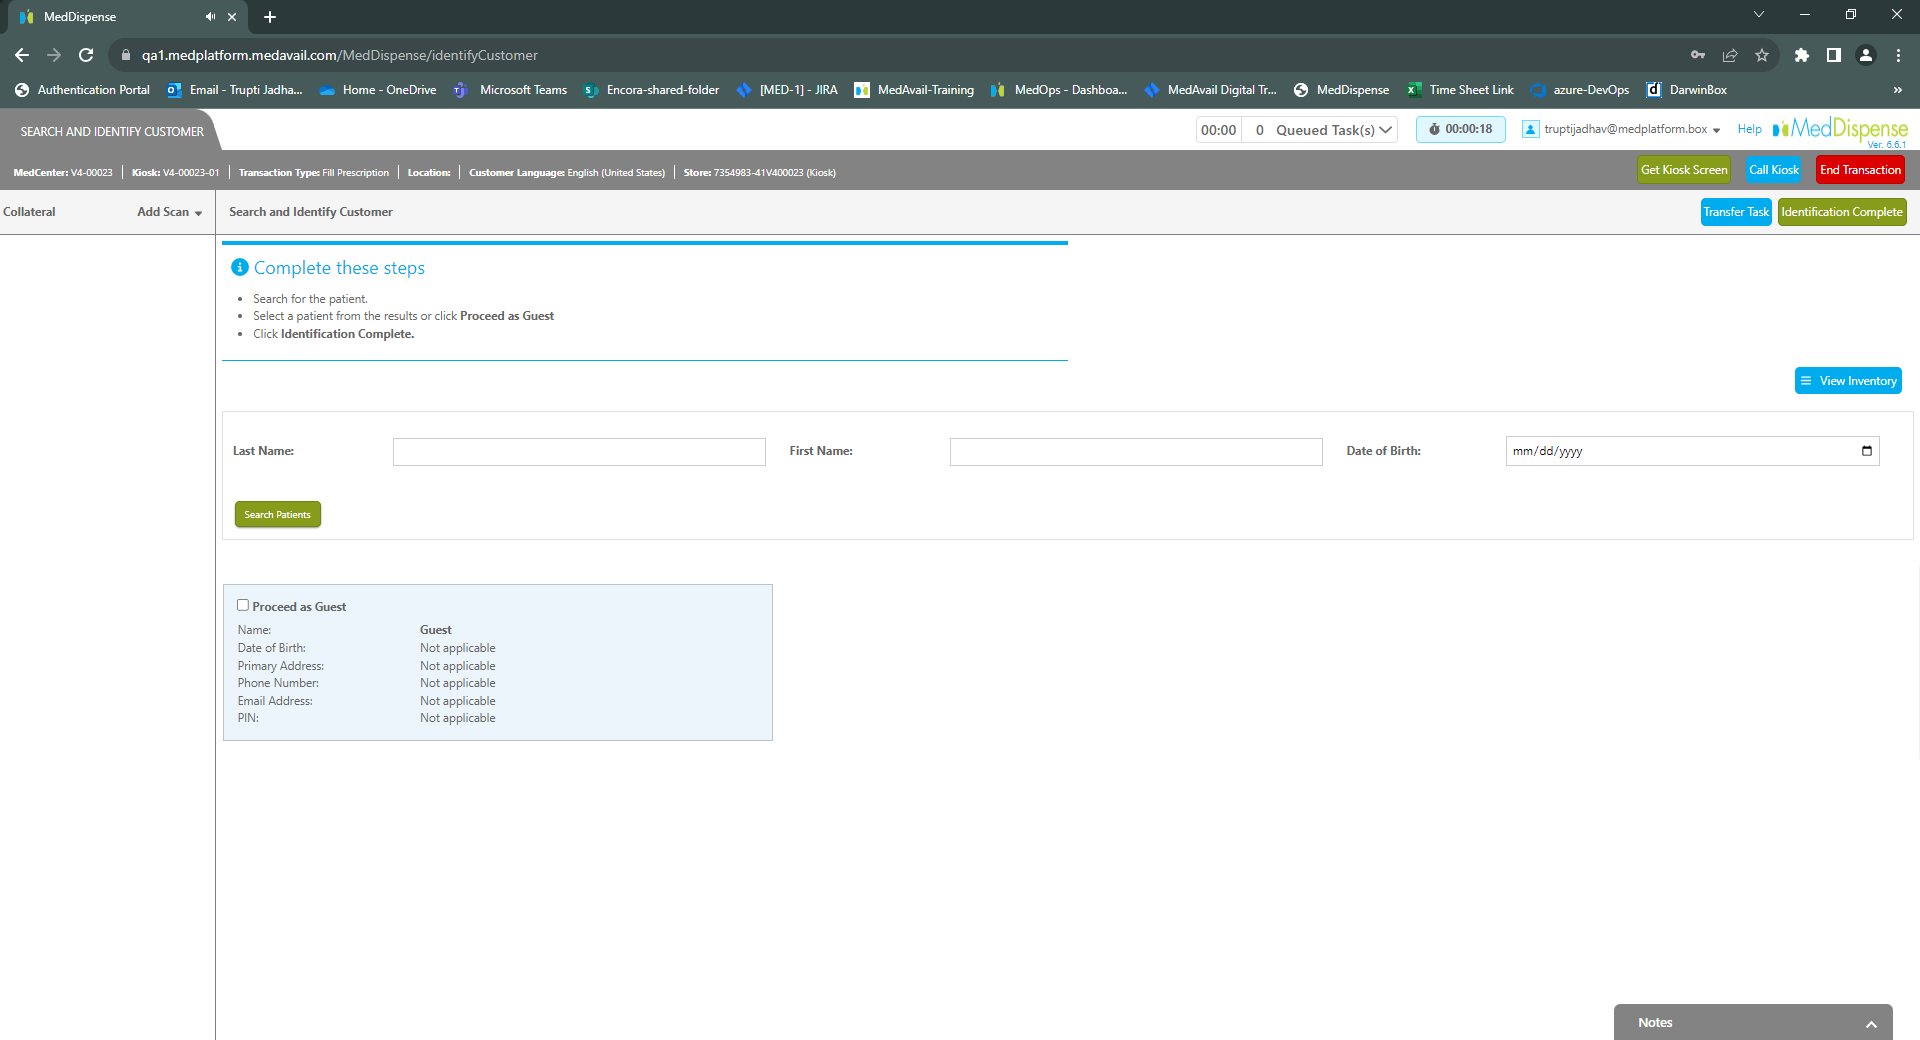 MedDispense
qa1.medplatform.medavail.com/MedDispense/identifyCustomer
Authentication Portal Email - Trupti Jadha... Home - OneDrive Microsoft Teams Encora-shared-folder [MED-1] - JIRA MedAvail-Training MedOps - Dashboa... MedAvail Digital Tr... MedDispense Time Sheet Link azure-DevOps DarwinBox »
SEARCH AND IDENTIFY CUSTOMER 00:00 0 Queued Task(s) 00:00:18 truptijadhav@medplatform.box Help MedDispense
Ver. 6.6.1
MedCenter: V4-00023 Kiosk: V4-00023-01 Transaction Type: Fill Prescription Location: Customer Language: English (United States) Store: 7354983-41V400023 (Kiosk) Get Kiosk Screen Call Kiosk End Transaction
Collateral Add Scan Search and Identify Customer Transfer Task Identification Complete
Complete these steps
• Search for the patient.
• Select a patient from the results or click Proceed as Guest
• Click Identification Complete.
View Inventory
Last Name: First Name: Date of Birth: mm/dd/yyyy
Search Patients
Proceed as Guest
Name: Guest
Date of Birth: Not applicable
Primary Address: Not applicable
Phone Number: Not applicable
Email Address: Not applicable
PIN: Not applicable
Notes